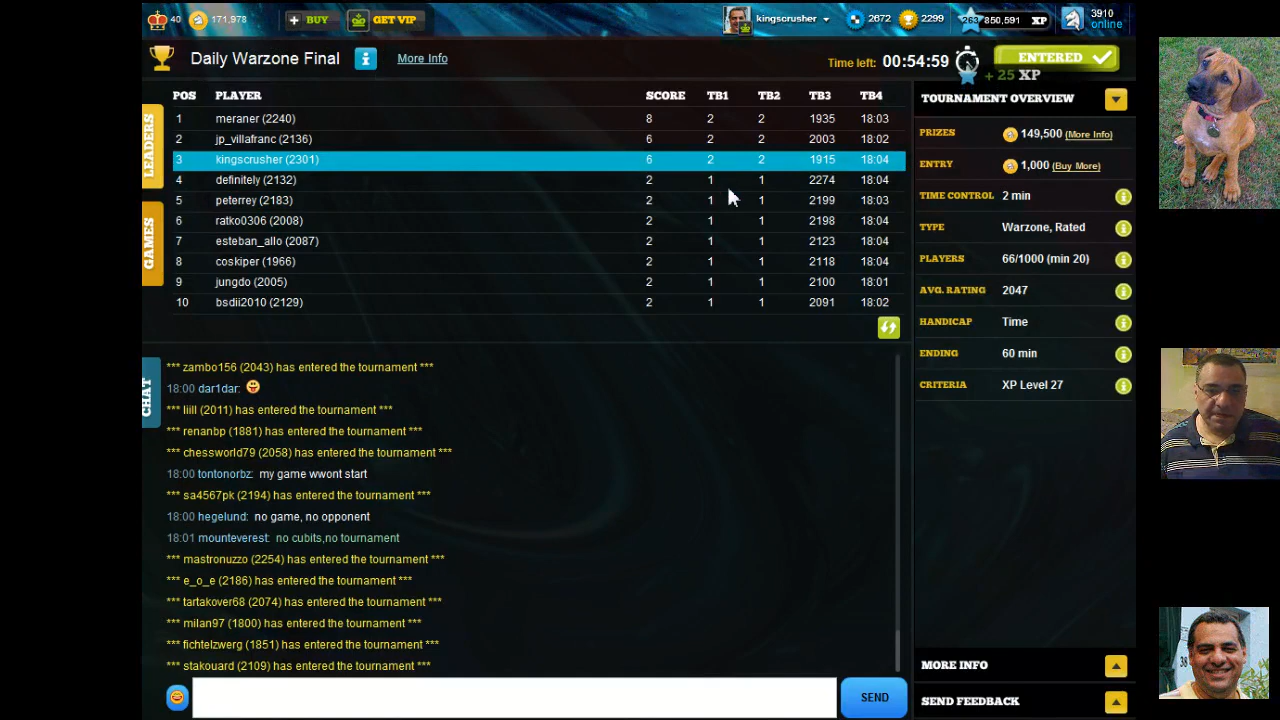 40 171,978 + BUY GET VIP kingscrusher 2672 2299 263 850,591 XP 3910 online
Daily Warzone Final More Info Time left: 00:54:59 ENTERED
+ 25 XP
LEADERS
GAMES
POS PLAYER SCORE TB1 TB2 TB3 TB4
1 meraner (2240) 8 2 2 1935 18:03
2 jp_villafranc (2136) 6 2 2 2003 18:02
3 kingscrusher (2301) 6 2 2 1915 18:04
4 definitely (2132) 2 1 1 2274 18:04
5 peterrey (2183) 2 1 1 2199 18:03
6 ratko0306 (2008) 2 1 1 2198 18:04
7 esteban_allo (2087) 2 1 1 2123 18:04
8 coskiper (1966) 2 1 1 2118 18:04
9 jungdo (2005) 2 1 1 2100 18:01
10 bsdii2010 (2129) 2 1 1 2091 18:02
CHAT
*** zambo156 (2043) has entered the tournament ***
18:00 dar1dar:
*** liill (2011) has entered the tournament ***
*** renanbp (1881) has entered the tournament ***
*** chessworld79 (2058) has entered the tournament ***
18:00 tontonorbz: my game wwont start
*** sa4567pk (2194) has entered the tournament ***
18:00 hegelund: no game, no opponent
18:01 mounteverest: no cubits,no tournament
*** mastronuzzo (2254) has entered the tournament ***
*** e_o_e (2186) has entered the tournament ***
*** tartakover68 (2074) has entered the tournament ***
*** milan97 (1800) has entered the tournament ***
*** fichtelzwerg (1851) has entered the tournament ***
*** stakouard (2109) has entered the tournament ***
SEND
TOURNAMENT OVERVIEW
PRIZES 149,500 (More Info)
ENTRY 1,000 (Buy More)
TIME CONTROL 2 min
TYPE Warzone, Rated
PLAYERS 66/1000 (min 20)
AVG. RATING 2047
HANDICAP Time
ENDING 60 min
CRITERIA XP Level 27
MORE INFO
SEND FEEDBACK
38